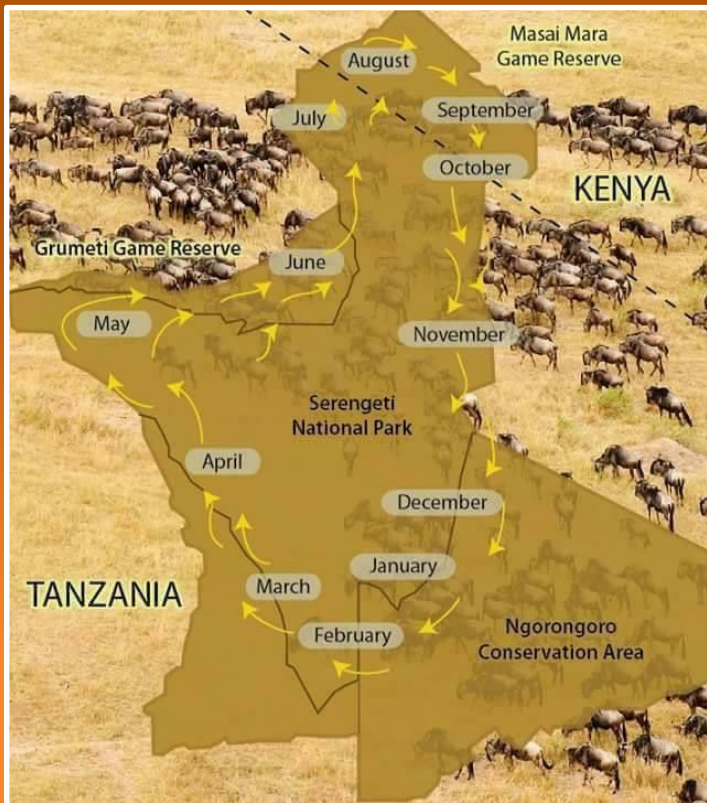 Masai Mara
Game Reserve
August
July
September
October
KENYA
Grumeti Game Reserve
June
May
November
Serengeti
National Park
April
December
January
TANZANIA
March
February
Ngorongoro
Conservation Area